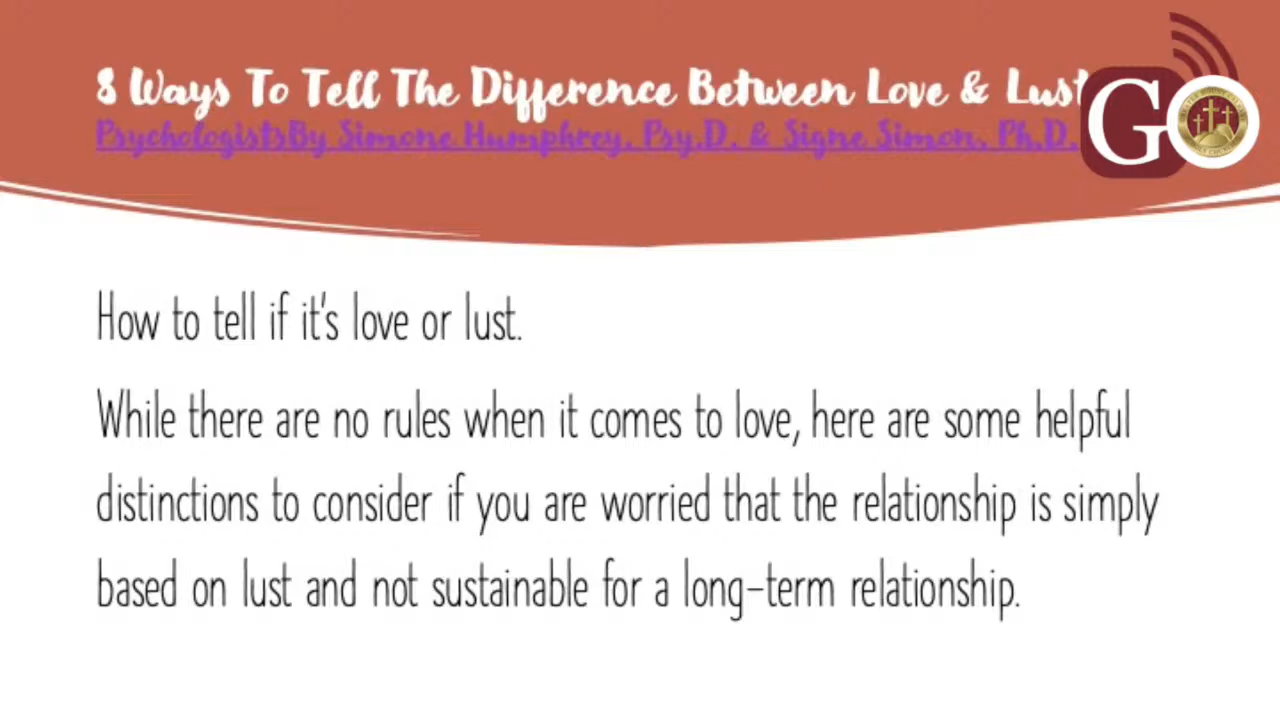 8 Ways To Tell The Difference Between Love & Lust
PsychologistsBy Simone Humphrey, Psy.D. & Signe Simon, Ph.D.
GO
How to tell if it's love or lust.
While there are no rules when it comes to love, here are some helpful
distinctions to consider if you are worried that the relationship is simply
based on lust and not sustainable for a long-term relationship.